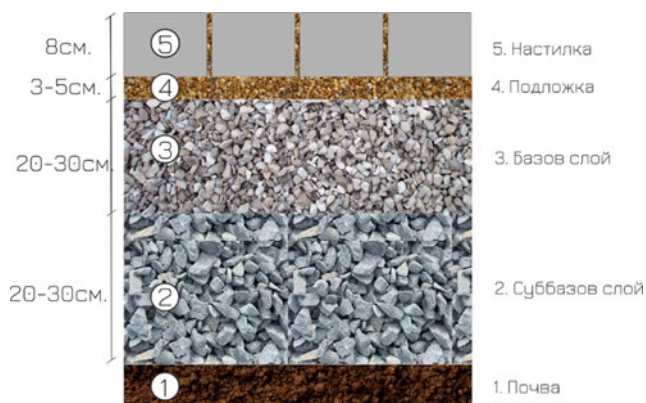 8см.
5
5. Настилка
3-5см.
4
4. Подложка
20-30см.
3
3. Базов слой
20-30см.
2
2. Суббазов слой
1
1. Почва